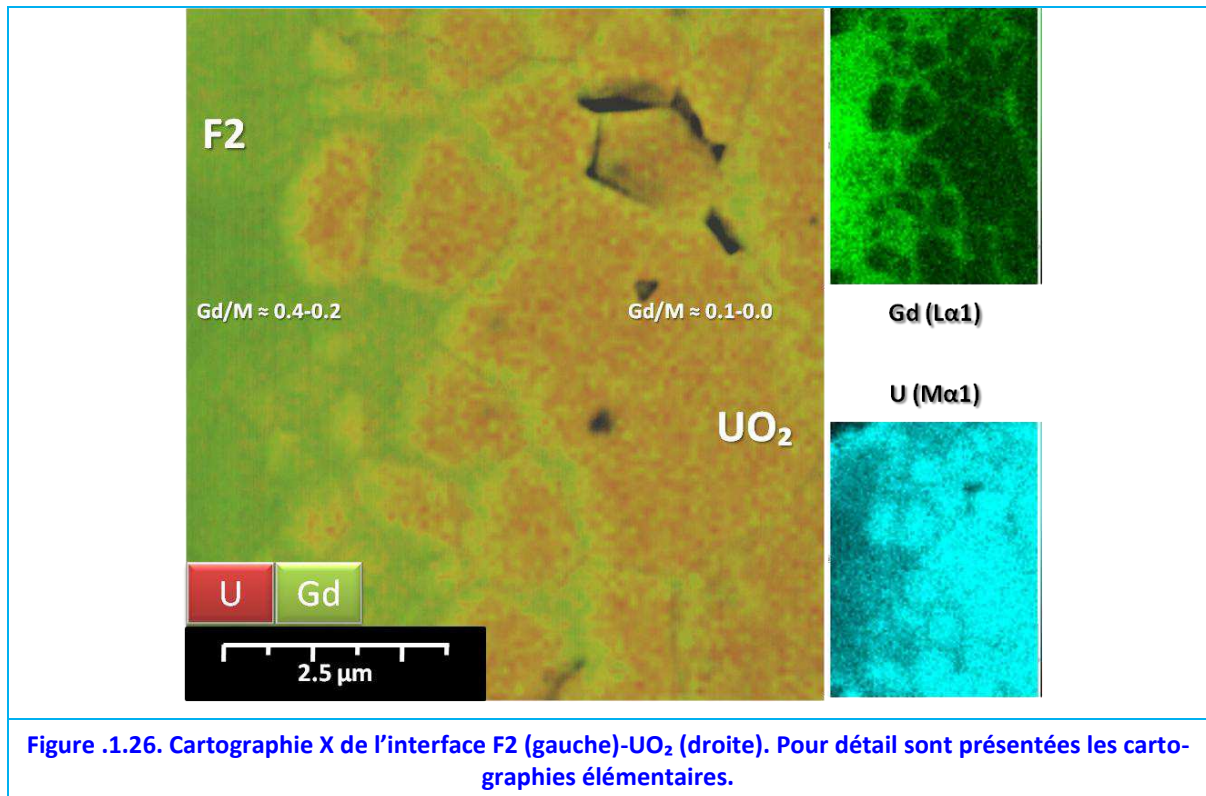 F2
Gd/M ≈ 0.4-0.2
Gd/M ≈ 0.1-0.0
UO₂
U
Gd
2.5 µm
Gd (Lα1)
U (Mα1)
Figure .1.26. Cartographie X de l’interface F2 (gauche)-UO₂ (droite). Pour détail sont présentées les carto-
graphies élémentaires.